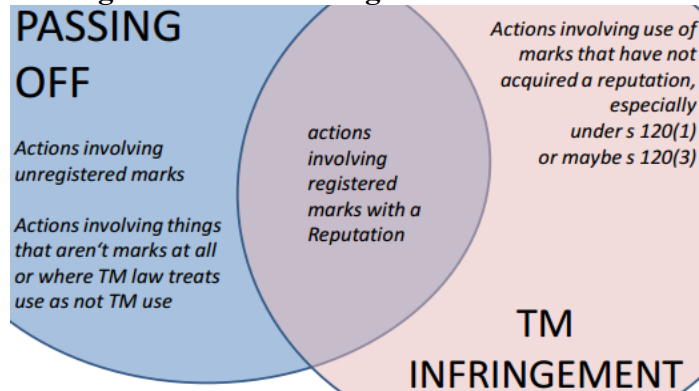 PASSING
OFF
Actions involving
unregistered marks
Actions involving things
that aren't marks at all
or where TM law treats
use as not TM use
actions
involving
registered
marks with a
Reputation
Actions involving use of
marks that have not
acquired a reputation,
especially
under s 120(1)
or maybe s 120(3)
TM
INFRINGEMENT